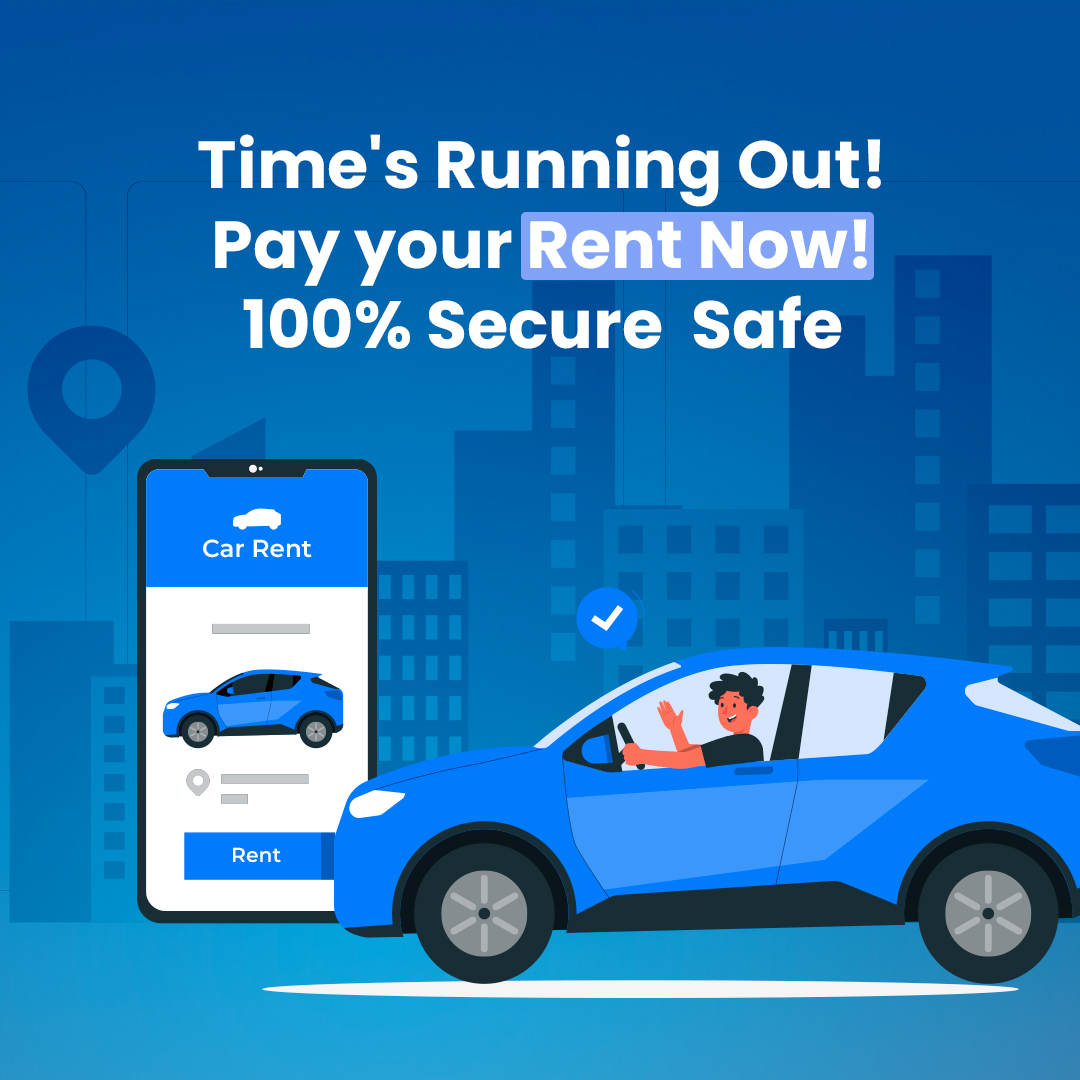 Time's Running Out!
Pay your Rent Now!
100% Secure  Safe
Car Rent
Rent